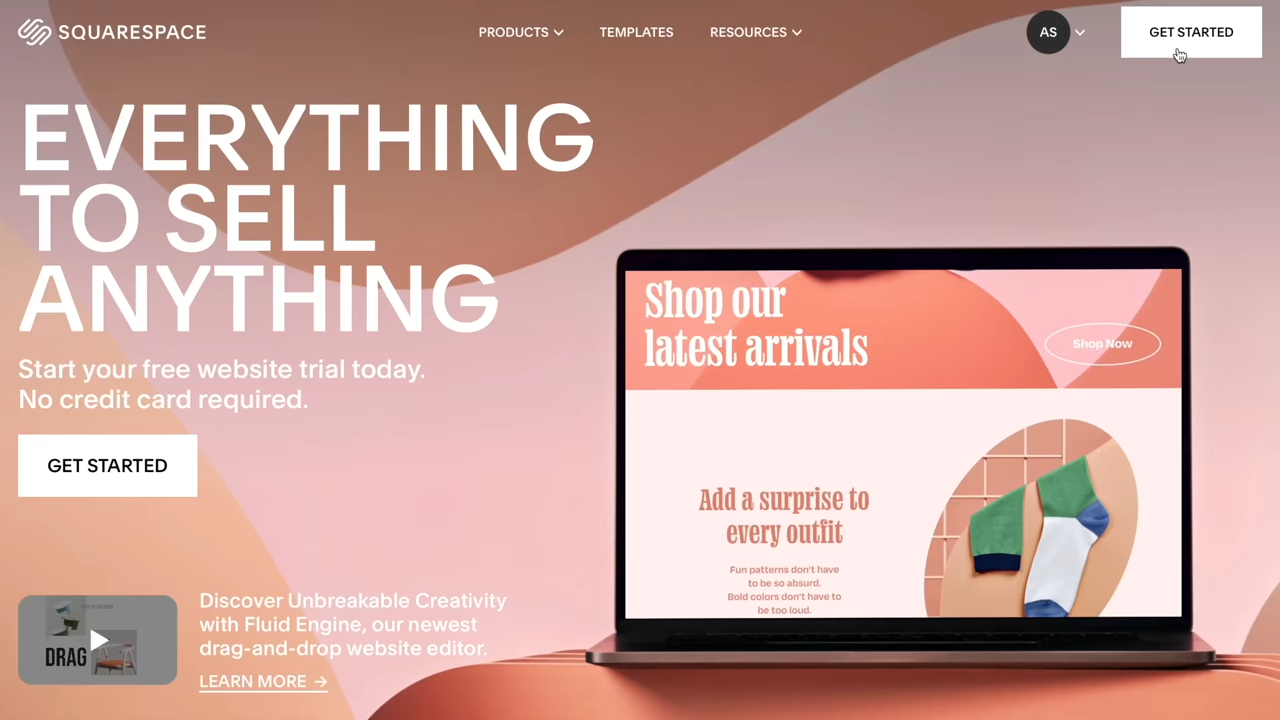 SQUARESPACE
PRODUCTS
TEMPLATES
RESOURCES
AS
GET STARTED
EVERYTHING
TO SELL
ANYTHING
Start your free website trial today.
No credit card required.
GET STARTED
Shop our
latest arrivals
Shop Now
Add a surprise to
every outfit
Fun patterns don't have
to be so absurd.
Bold colors don't have to
be too loud.
DRAG
Discover Unbreakable Creativity
with Fluid Engine, our newest
drag-and-drop website editor.
LEARN MORE →